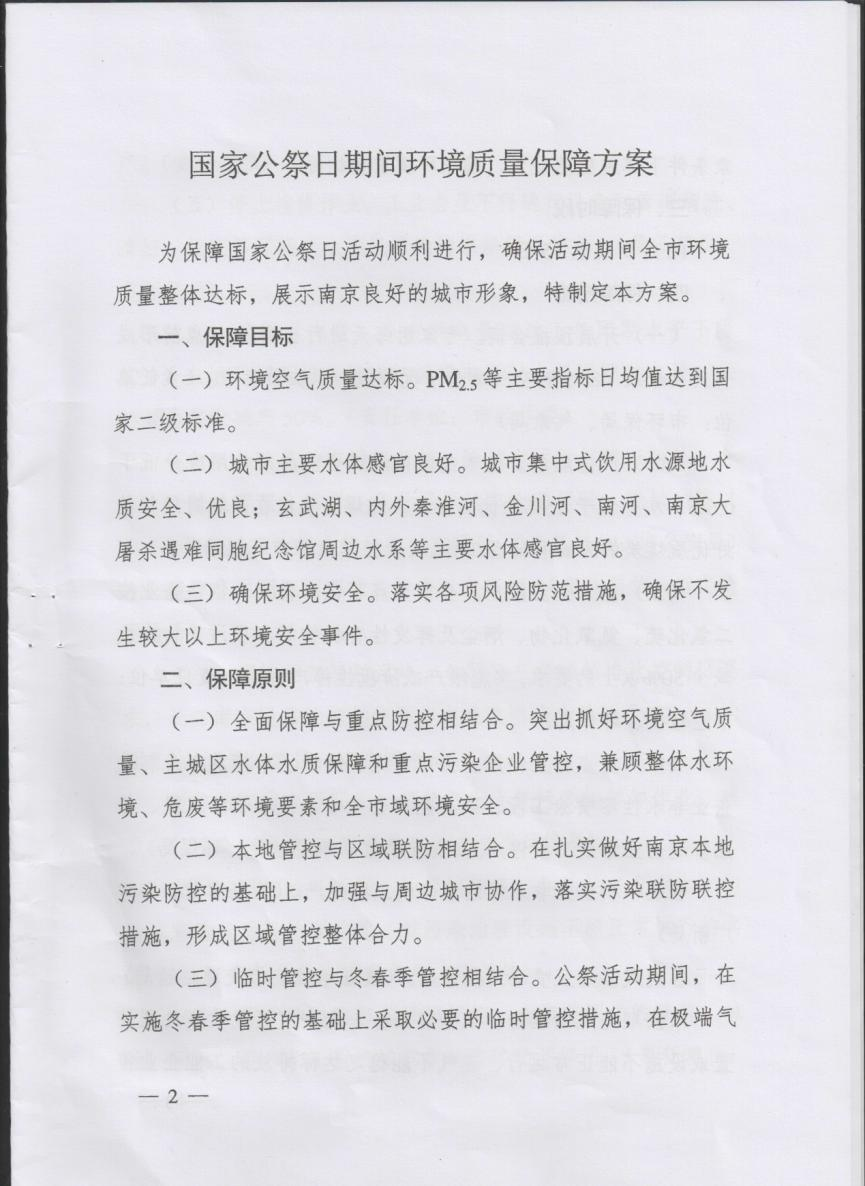 国家公祭日期间环境质量保障方案
为保障国家公祭日活动顺利进行，确保活动期间全市环境
质量整体达标，展示南京良好的城市形象，特制定本方案。
一、保障目标
（一）环境空气质量达标。PM2.5等主要指标日均值达到国
家二级标准。
（二）城市主要水体感官良好。城市集中式饮用水源地水
质安全、优良；玄武湖、内外秦淮河、金川河、南河、南京大
屠杀遇难同胞纪念馆周边水系等主要水体感官良好。
（三）确保环境安全。落实各项风险防范措施，确保不发
生较大以上环境安全事件。
二、保障原则
（一）全面保障与重点防控相结合。突出抓好环境空气质
量、主城区水体水质保障和重点污染企业管控，兼顾整体水环
境、危废等环境要素和全市域环境安全。
（二）本地管控与区域联防相结合。在扎实做好南京本地
污染防控的基础上，加强与周边城市协作，落实污染联防联控
措施，形成区域管控整体合力。
（三）临时管控与冬春季管控相结合。公祭活动期间，在
实施冬春季管控的基础上采取必要的临时管控措施，在极端气
— 2 —